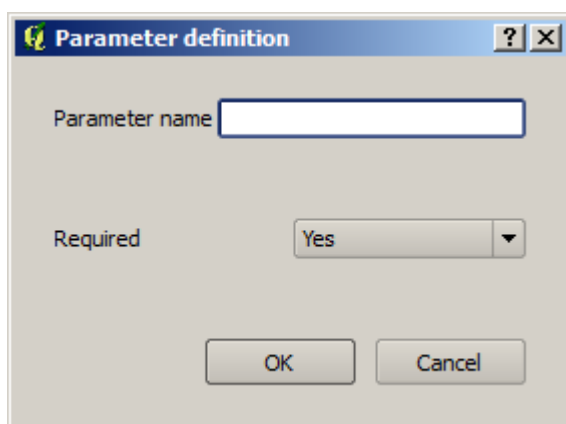 Parameter definition
Parameter name
Required Yes
OK Cancel